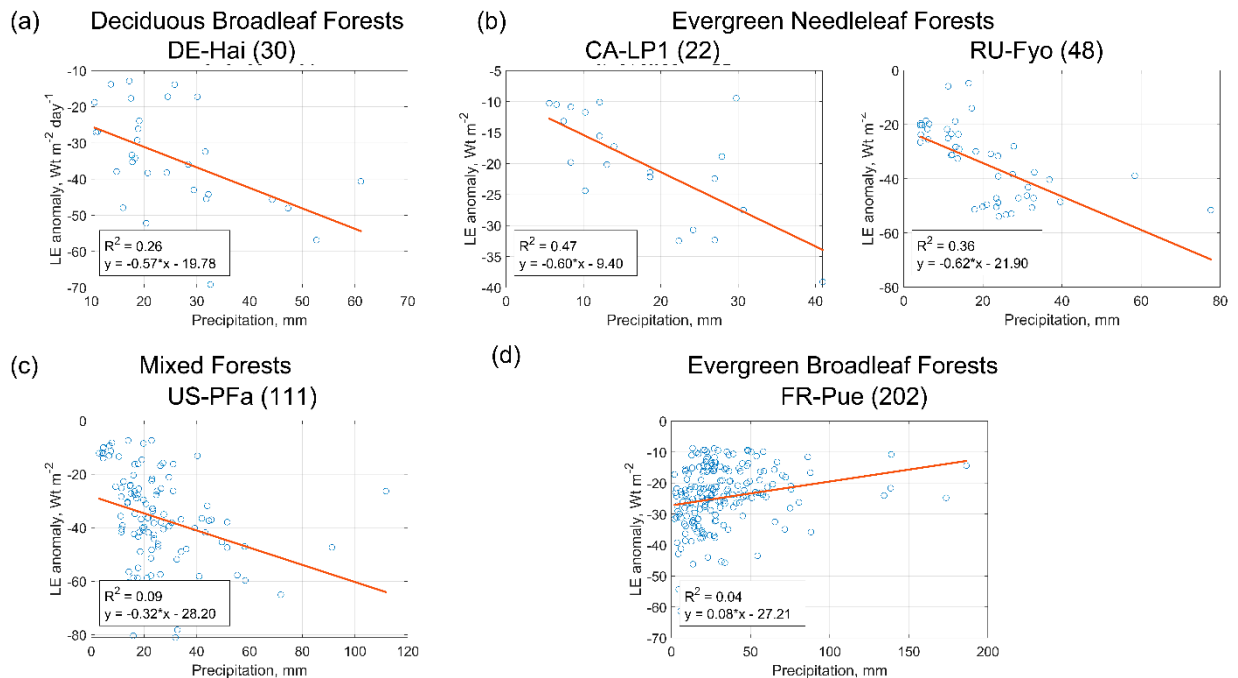 (a) Deciduous Broadleaf Forests
DE-Hai (30)
LE anomaly, Wt m⁻² day⁻¹
-10
-20
-30
-40
-50
-60
-70
R² = 0.26
y = -0.57*x - 19.78
10 20 30 40 50 60 70
Precipitation, mm
(b) Evergreen Needleleaf Forests
CA-LP1 (22)
LE anomaly, Wt m⁻²
-5
-10
-15
-20
-25
-30
-35
-40
R² = 0.47
y = -0.60*x - 9.40
0 10 20 30 40
Precipitation, mm
RU-Fyo (48)
LE anomaly, Wt m⁻²
0
-20
-40
-60
-80
R² = 0.36
y = -0.62*x - 21.90
0 20 40 60 80
Precipitation, mm
(c) Mixed Forests
US-PFa (111)
LE anomaly, Wt m⁻²
0
-20
-40
-60
-80
R² = 0.09
y = -0.32*x - 28.20
0 20 40 60 80 100 120
Precipitation, mm
(d) Evergreen Broadleaf Forests
FR-Pue (202)
LE anomaly, Wt m⁻²
0
-10
-20
-30
-40
-50
-60
-70
R² = 0.04
y = 0.08*x - 27.21
0 50 100 150 200
Precipitation, mm